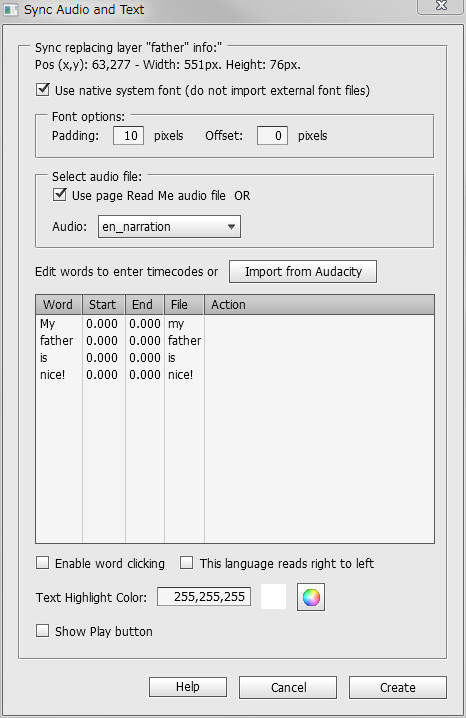 Sync Audio and Text
Sync replacing layer "father" info:"
Pos (x,y): 63,277 - Width: 551px. Height: 76px.
Use native system font (do not import external font files)
Font options:
Padding: 10 pixels Offset: 0 pixels
Select audio file:
Use page Read Me audio file OR
Audio: en_narration
Edit words to enter timecodes or Import from Audacity
Word Start End File Action
My 0.000 0.000 my
father 0.000 0.000 father
is 0.000 0.000 is
nice! 0.000 0.000 nice!
Enable word clicking This language reads right to left
Text Highlight Color: 255,255,255
Show Play button
Help Cancel Create